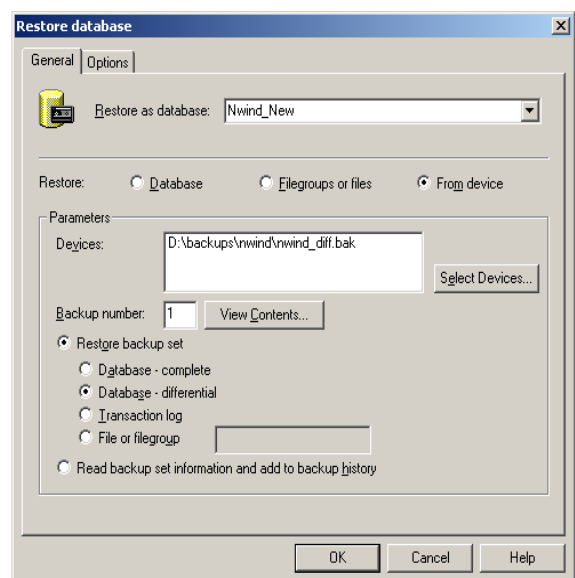 Restore database
General Options
Restore as database: Nwind_New
Restore: Database Filegroups or files From device
Parameters
Devices: D:\backups\nwind\nwind_diff.bak
Select Devices...
Backup number: 1 View Contents...
Restore backup set
Database - complete
Database - differential
Transaction log
File or filegroup
Read backup set information and add to backup history
OK Cancel Help